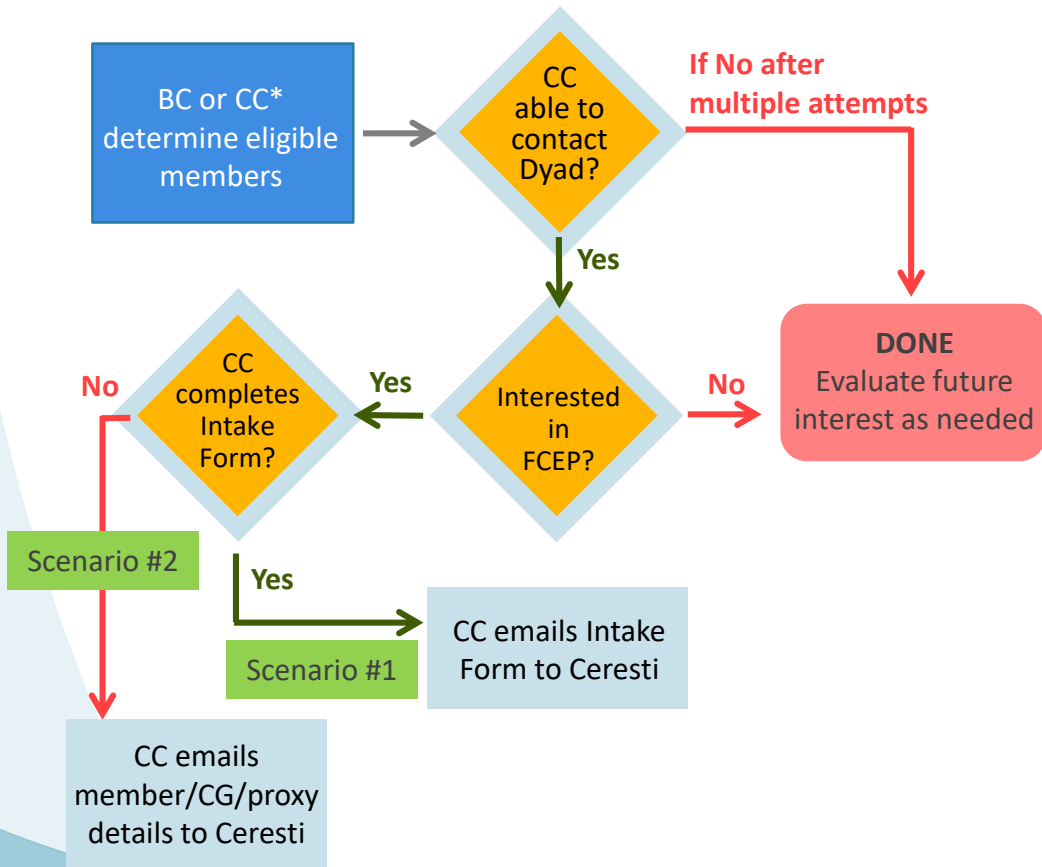 BC or CC*
determine eligible
members
CC
able to
contact
Dyad?
If No after
multiple attempts
Yes
CC
completes
Intake
Form?
No
Yes
Interested
in
FCEP?
No
DONE
Evaluate future
interest as needed
Scenario #2
Yes
Scenario #1
CC emails Intake
Form to Ceresti
CC emails
member/CG/proxy
details to Ceresti